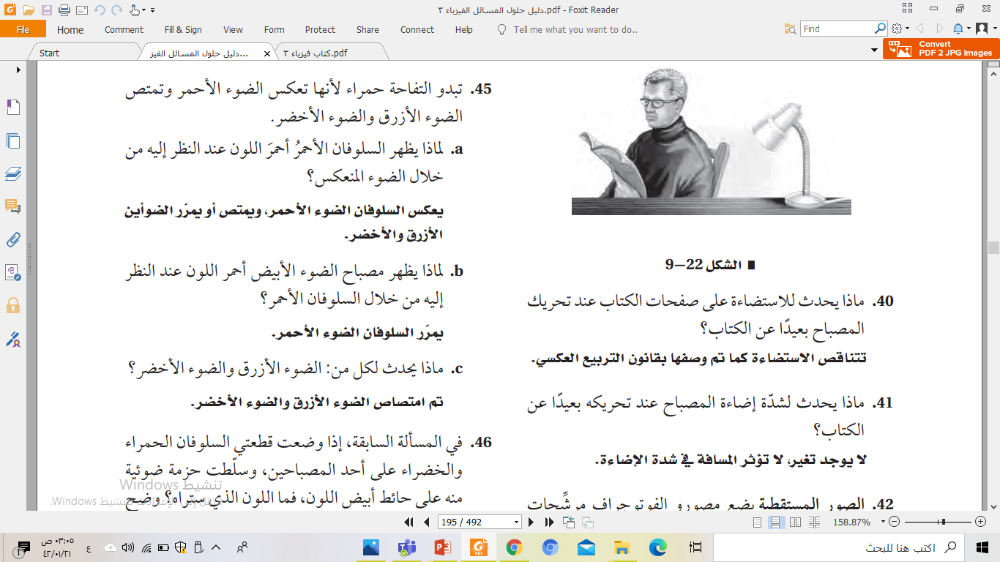 دليل حلول المسائل الفيزياء ٣.pdf - Foxit Reader
File Home Comment Fill & Sign View Form Protect Share Connect Help Tell me what you want to do.. Find
Start
دليل حلول المسائل الفيز...
كتاب فيزياء ٣.pdf
Convert
PDF 2 JPG Images
■ الشكل 22–9
40. ماذا يحدث للاستضاءة على صفحات الكتاب عند تحريك
المصباح بعيدًا عن الكتاب؟
تتناقص الاستضاءة كما تم وصفها بقانون التربيع العكسي.
41. ماذا يحدث لشدّة إضاءة المصباح عند تحريكه بعيدًا عن
الكتاب؟
لا يوجد تغير، لا تؤثر المسافة في شدة الإضاءة.
42. الصور المستقطبة يضع مصورو الفوتوجراف مرشِّحات
45. تبدو التفاحة حمراء لأنها تعكس الضوء الأحمر وتمتص
الضوء الأزرق والضوء الأخضر.
a. لماذا يظهر السلوفان الأحمرُ أحمرَ اللون عند النظر إليه من
خلال الضوء المنعكس؟
يعكس السلوفان الضوء الأحمر، ويمتص أو يمرّر الضوأين
الأزرق والأخضر.
b. لماذا يظهر مصباح الضوء الأبيض أحمر اللون عند النظر
إليه من خلال السلوفان الأحمر؟
يمرّر السلوفان الضوء الأحمر.
c. ماذا يحدث لكل من: الضوء الأزرق والضوء الأخضر؟
تم امتصاص الضوء الأزرق والضوء الأخضر.
46. في المسألة السابقة، إذا وضعت قطعتي السلوفان الحمراء
والخضراء على أحد المصباحين، وسلّطت حزمة ضوئية
منه على حائط أبيض اللون، فما اللون الذي ستراه؟ وضح
تنشيط Windows
انتقل إلى الإعدادات لتنشيط Windows.
195 / 492
158.87%
اكتب هنا للبحث
ع
٠٣:٠٥ ص
٤٢/٠١/٢١